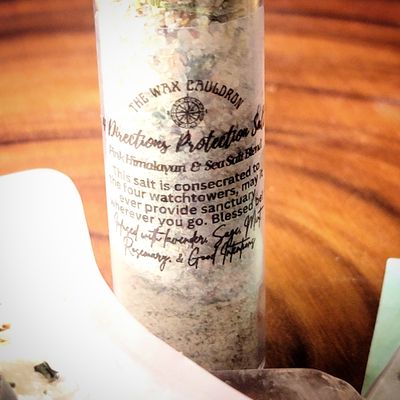 THE WAX CAULDRON
Directions Protection
Pink Himalayan & Sea Salt Blend
This salt is consecrated to
the four watchtowers, may it
ever provide sanctuary
wherever you go. Blessed be
Infused with lavender, Sage, Mint,
Rosemary, & Good Intentions